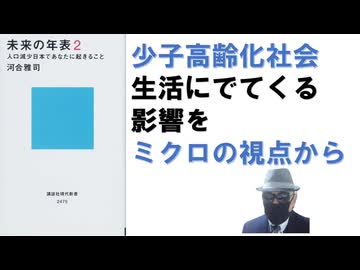 未来の年表2
人口減少日本であなたに起きること
河合雅司
講談社現代新書
2475
少子高齢化社会
生活にでてくる
影響を
ミクロの視点から